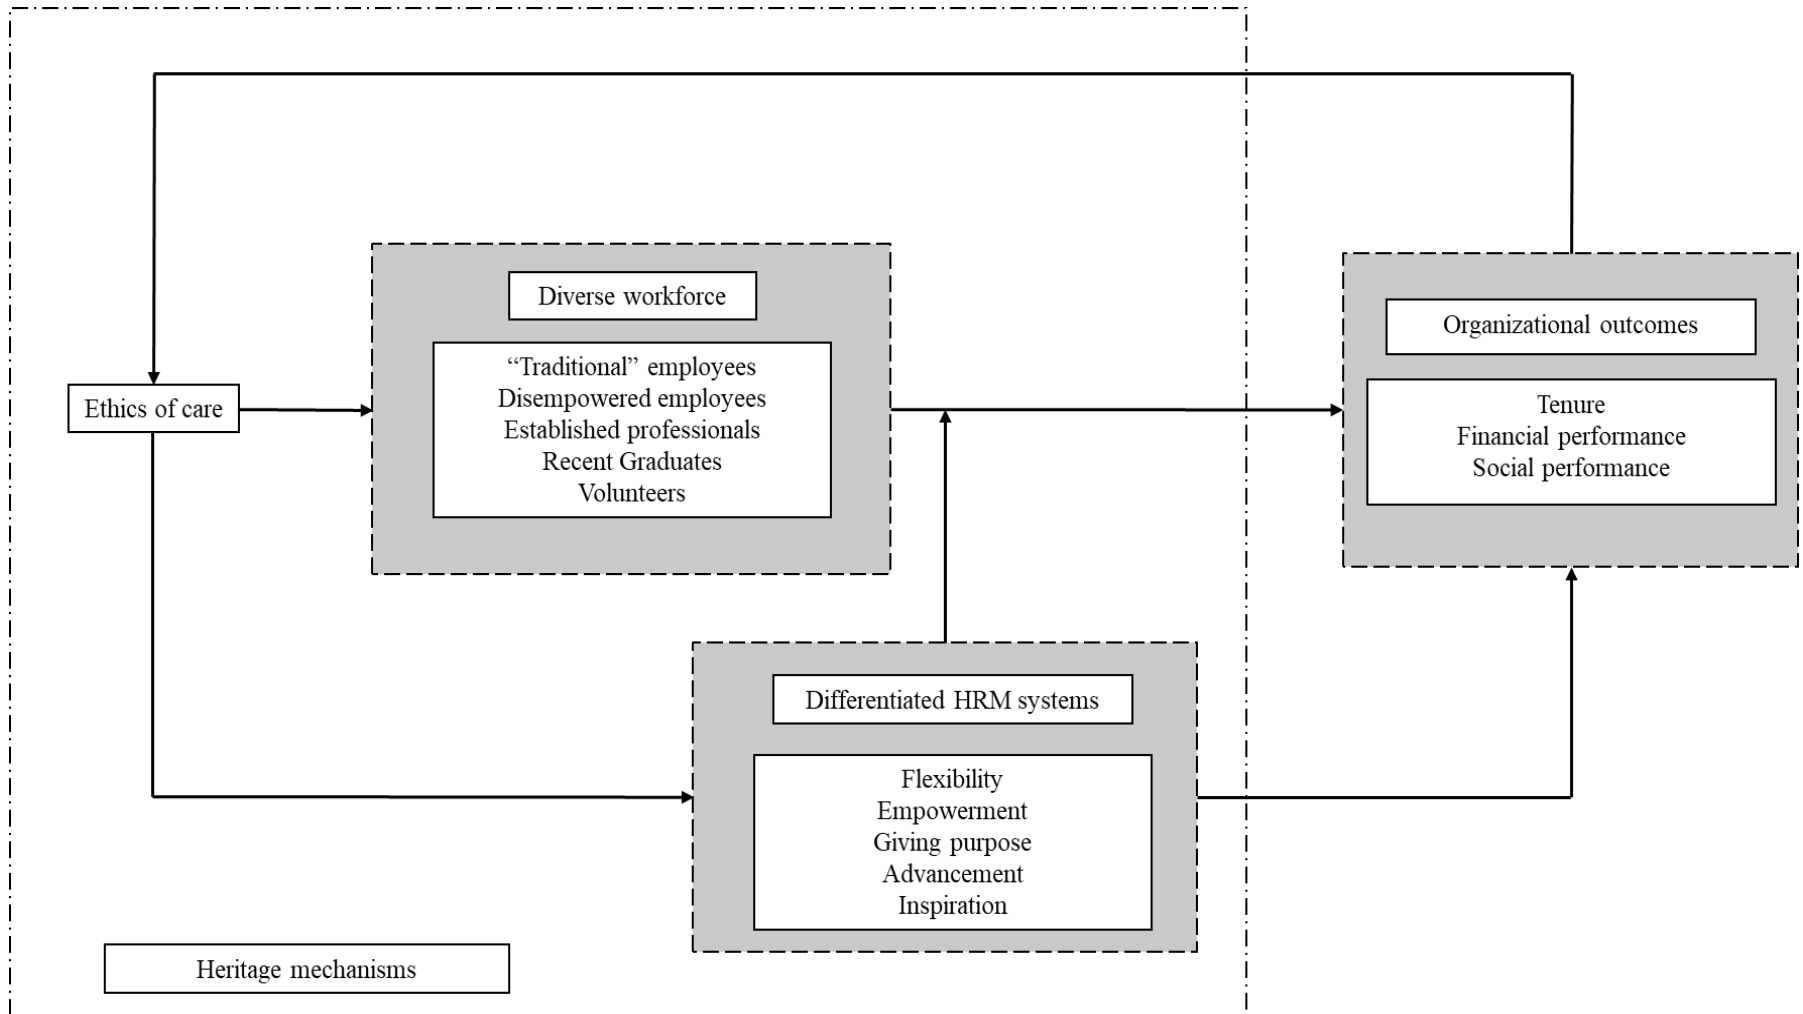 Diverse workforce
“Traditional” employees
Disempowered employees
Established professionals
Recent Graduates
Volunteers
Organizational outcomes
Tenure
Financial performance
Social performance
Ethics of care
Differentiated HRM systems
Flexibility
Empowerment
Giving purpose
Advancement
Inspiration
Heritage mechanisms